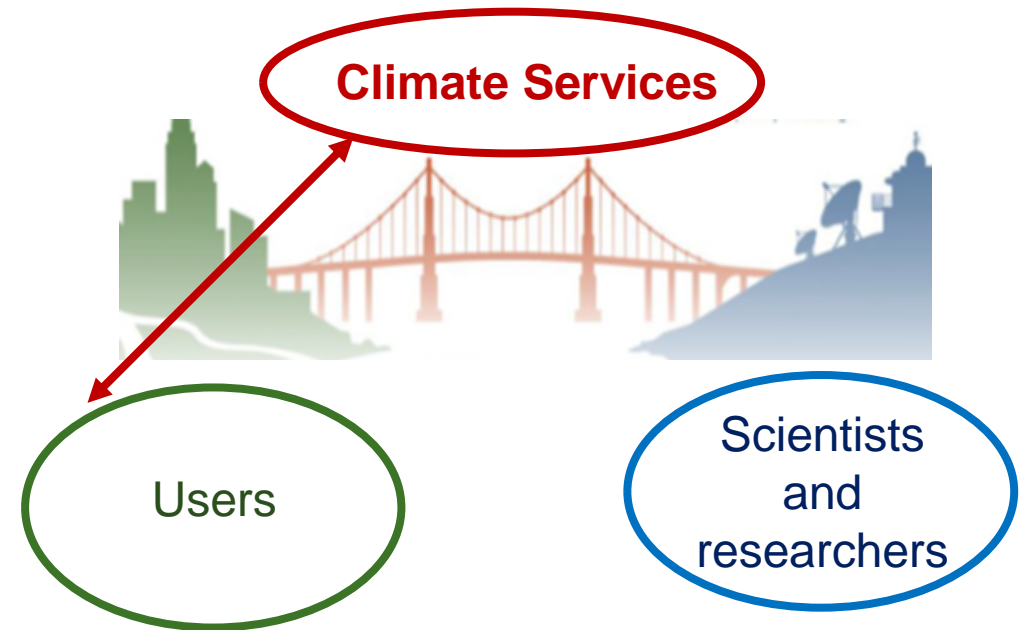 Climate Services
Users
Scientists
and
researchers